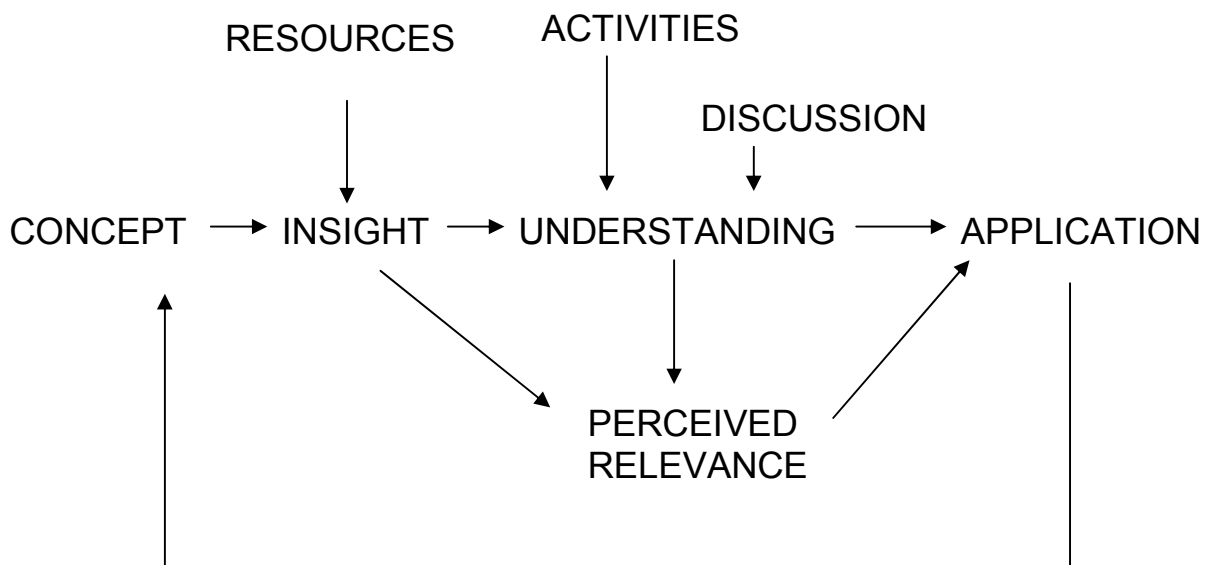 RESOURCES
ACTIVITIES
DISCUSSION
CONCEPT
INSIGHT
UNDERSTANDING
APPLICATION
PERCEIVED
RELEVANCE